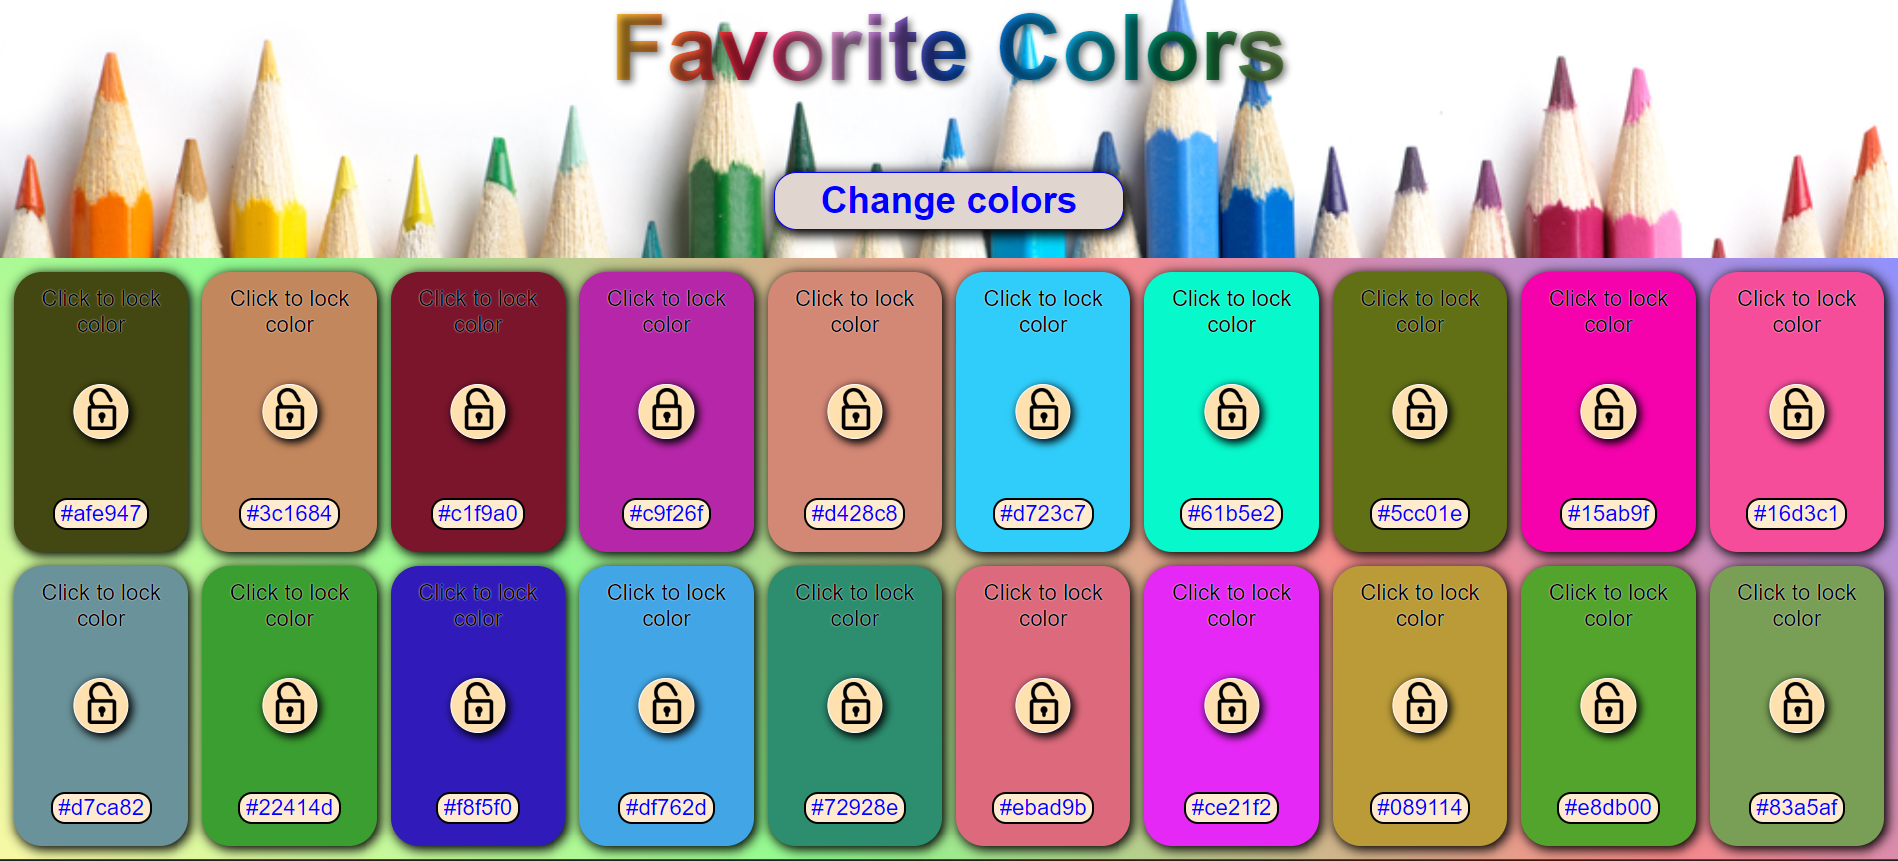 Favorite Colors
Change colors
Click to lock
color
#afe947
Click to lock
color
#3c1684
Click to lock
color
#c1f9a0
Click to lock
color
#c9f26f
Click to lock
color
#d428c8
Click to lock
color
#d723c7
Click to lock
color
#61b5e2
Click to lock
color
#5cc01e
Click to lock
color
#15ab9f
Click to lock
color
#16d3c1
Click to lock
color
#d7ca82
Click to lock
color
#22414d
Click to lock
color
#f8f5f0
Click to lock
color
#df762d
Click to lock
color
#72928e
Click to lock
color
#ebad9b
Click to lock
color
#ce21f2
Click to lock
color
#089114
Click to lock
color
#e8db00
Click to lock
color
#83a5af